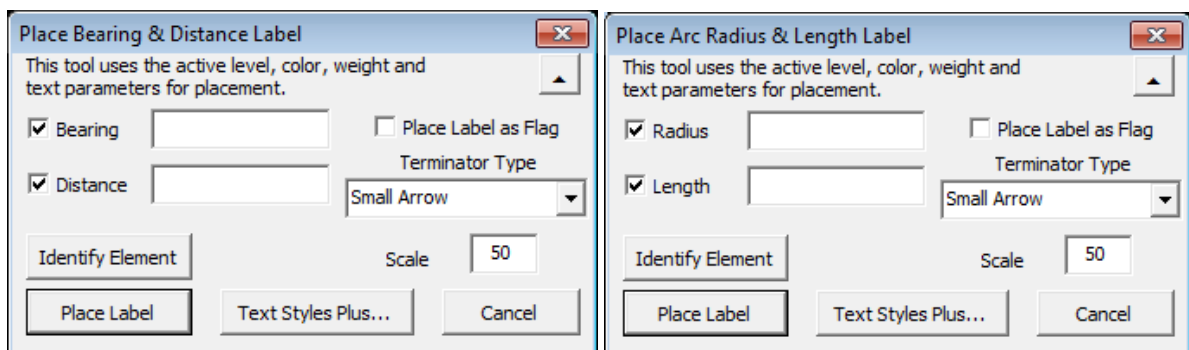 Place Bearing & Distance Label
This tool uses the active level, color, weight and
text parameters for placement.
Bearing
Place Label as Flag
Terminator Type
Distance
Small Arrow
Identify Element
Scale
50
Place Label
Text Styles Plus...
Cancel
Place Arc Radius & Length Label
This tool uses the active level, color, weight and
text parameters for placement.
Radius
Place Label as Flag
Terminator Type
Length
Small Arrow
Identify Element
Scale
50
Place Label
Text Styles Plus...
Cancel